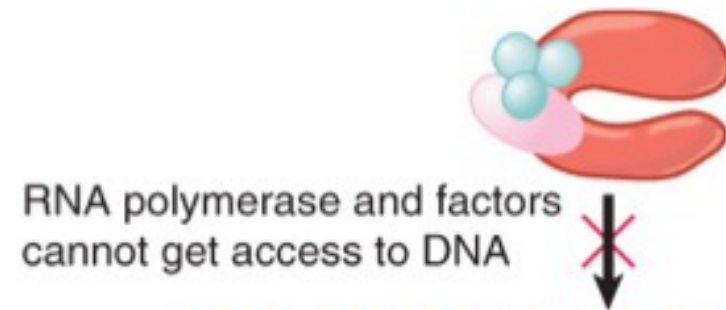 RNA polymerase and factors
cannot get access to DNA